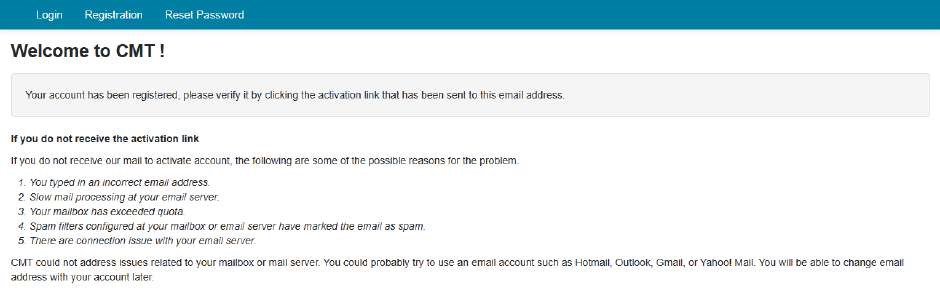 Login Registration Reset Password
Welcome to CMT !
Your account has been registered, please verify it by clicking the activation link that has been sent to this email address.
If you do not receive the activation link
If you do not receive our mail to activate account, the following are some of the possible reasons for the problem.
1. You typed in an incorrect email address.
2. Slow mail processing at your email server.
3. Your mailbox has exceeded quota.
4. Spam filters configured at your mailbox or email server have marked the email as spam.
5. There are connection issue with your email server.
CMT could not address issues related to your mailbox or mail server. You could probably try to use an email account such as Hotmail, Outlook, Gmail, or Yahoo! Mail. You will be able to change email
address with your account later.